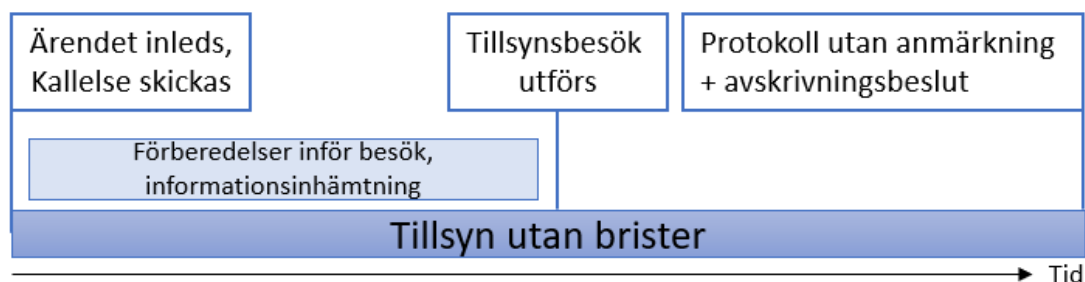 Ärendet inleds,
Kallelse skickas
Tillsynsbesök
utförs
Protokoll utan anmärkning
+ avskrivningsbeslut
Förberedelser inför besök,
informationsinhämtning
Tillsyn utan brister
Tid